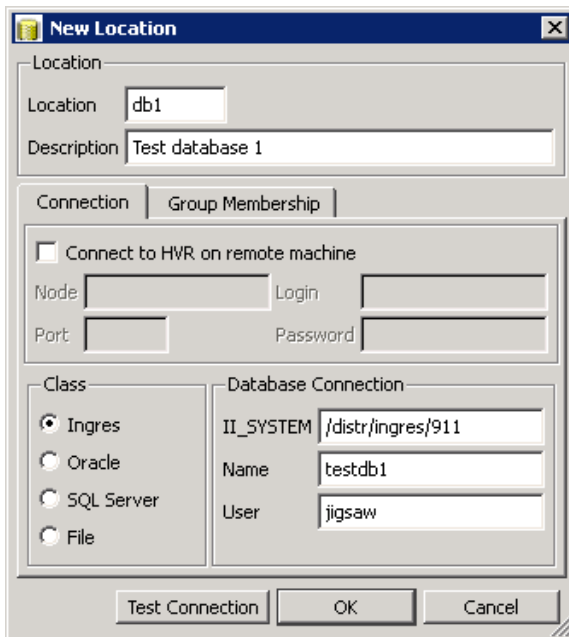 New Location
Location
Location db1
Description Test database 1
Connection Group Membership
Connect to HVR on remote machine
Node Login
Port Password
Class Database Connection
Ingres II_SYSTEM /distr/ingres/911
Oracle Name testdb1
SQL Server User jigsaw
File
Test Connection OK Cancel